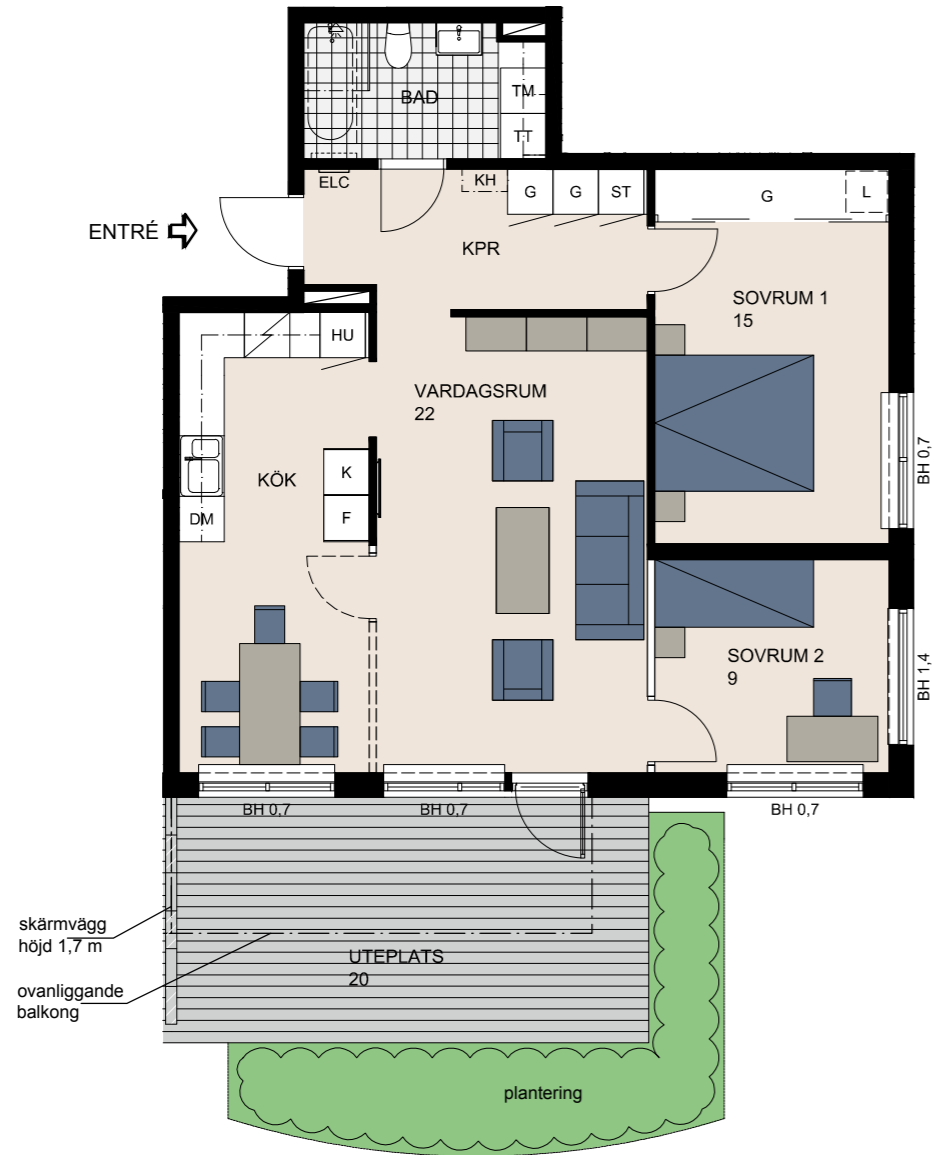 BAD
TM
TT
ELC
KH
G
G
ST
G
L
ENTRÉ
KPR
SOVRUM 1
15
HU
VARDAGSRUM
22
BH 0,7
KÖK
K
F
DM
SOVRUM 2
9
BH 1,4
BH 0,7
BH 0,7
BH 0,7
skärmvägg
höjd 1,7 m
UTEPLATS
20
ovanliggande
balkong
plantering